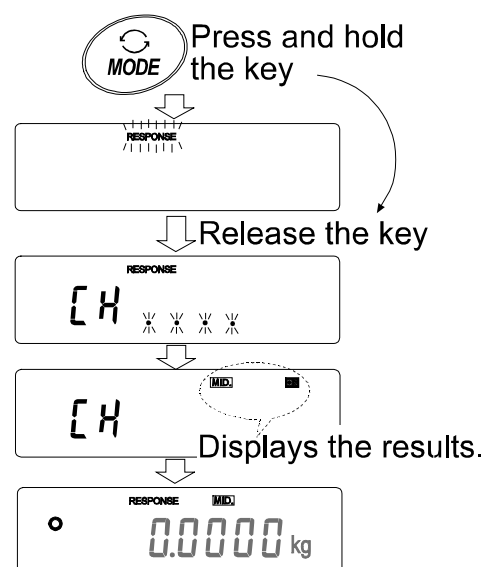 Press and hold
MODE
the key
RESPONSE
Release the key
RESPONSE
CH
MID.
CH
Displays the results.
RESPONSE MID.
0.0000 kg